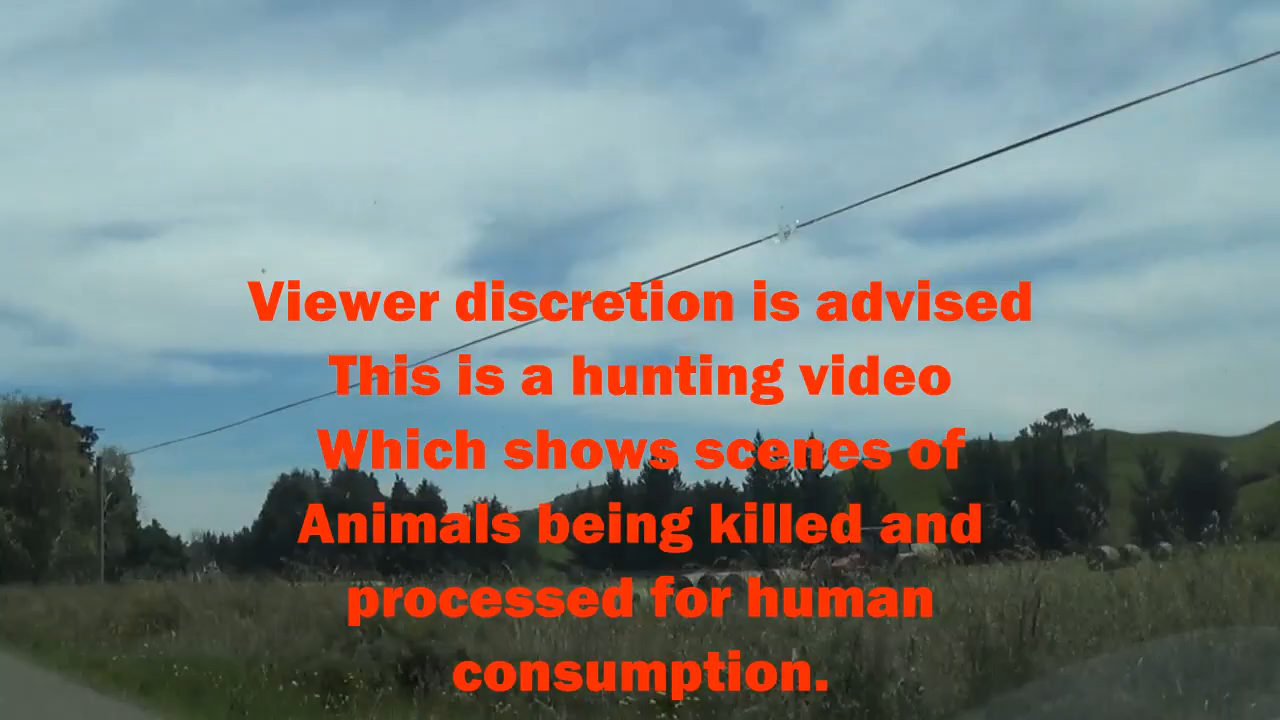 Viewer discretion is advised
This is a hunting video
Which shows scenes of
Animals being killed and
processed for human
consumption.